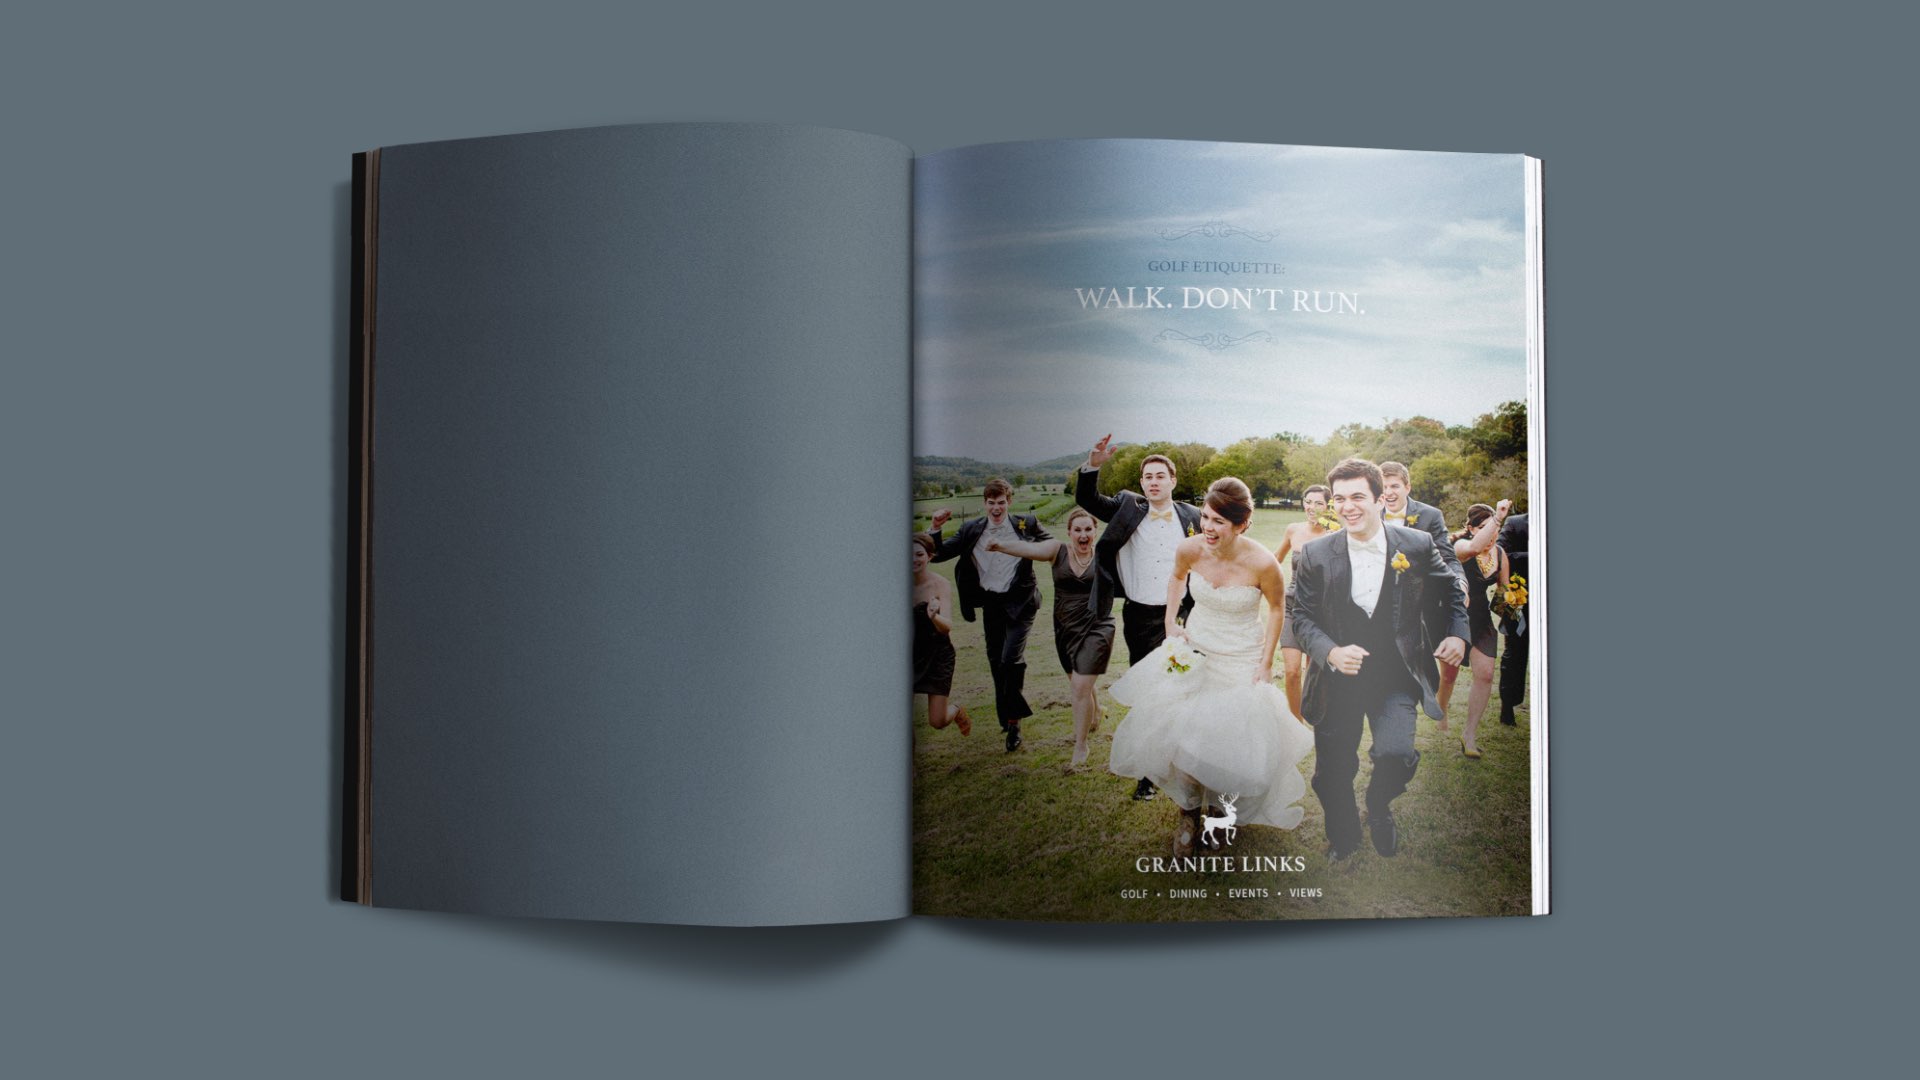 GOLF ETIQUETTE:
WALK. DON'T RUN.
GRANITE LINKS
GOLF • DINING • EVENTS • VIEWS